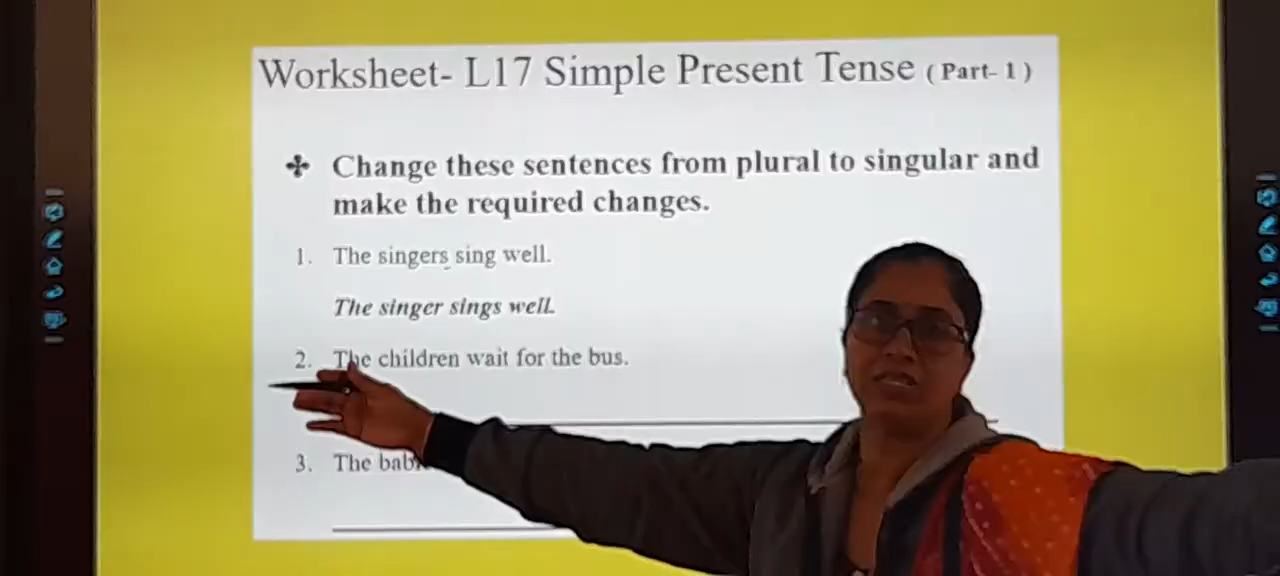 Worksheet- L17 Simple Present Tense ( Part- 1 )
✤ Change these sentences from plural to singular and
make the required changes.
1. The singers sing well.
The singer sings well.
2. The children wait for the bus.
3. The